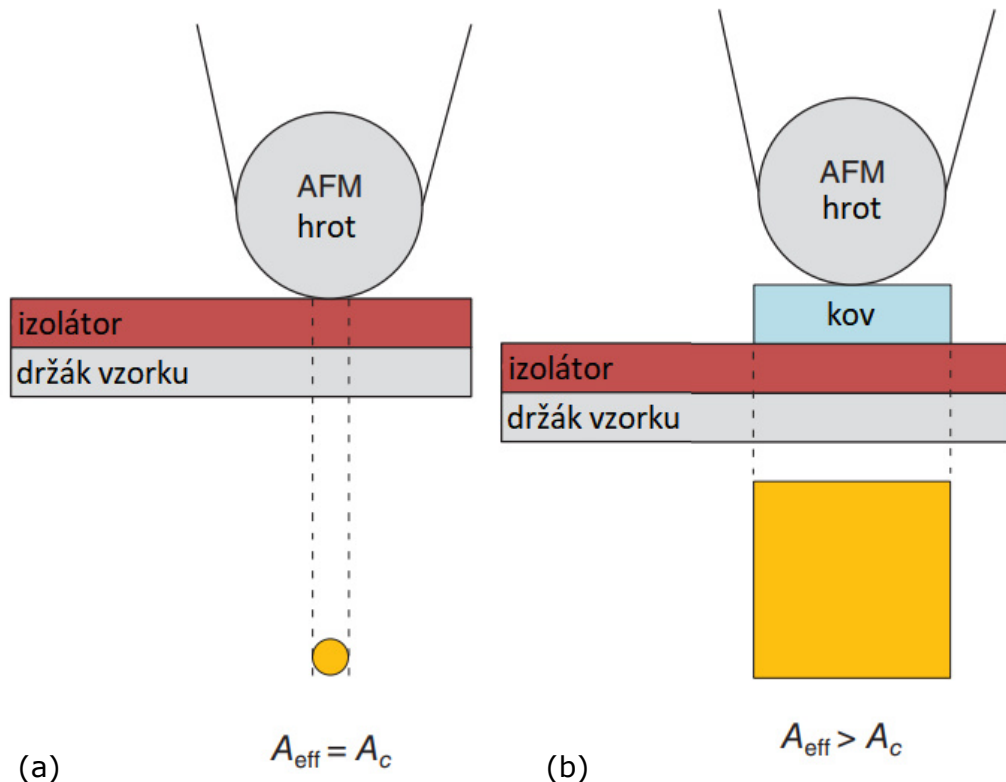 AFM
hrot
izolátor
držák vzorku
(a)
A_eff = A_c
AFM
hrot
kov
izolátor
držák vzorku
(b)
A_eff > A_c